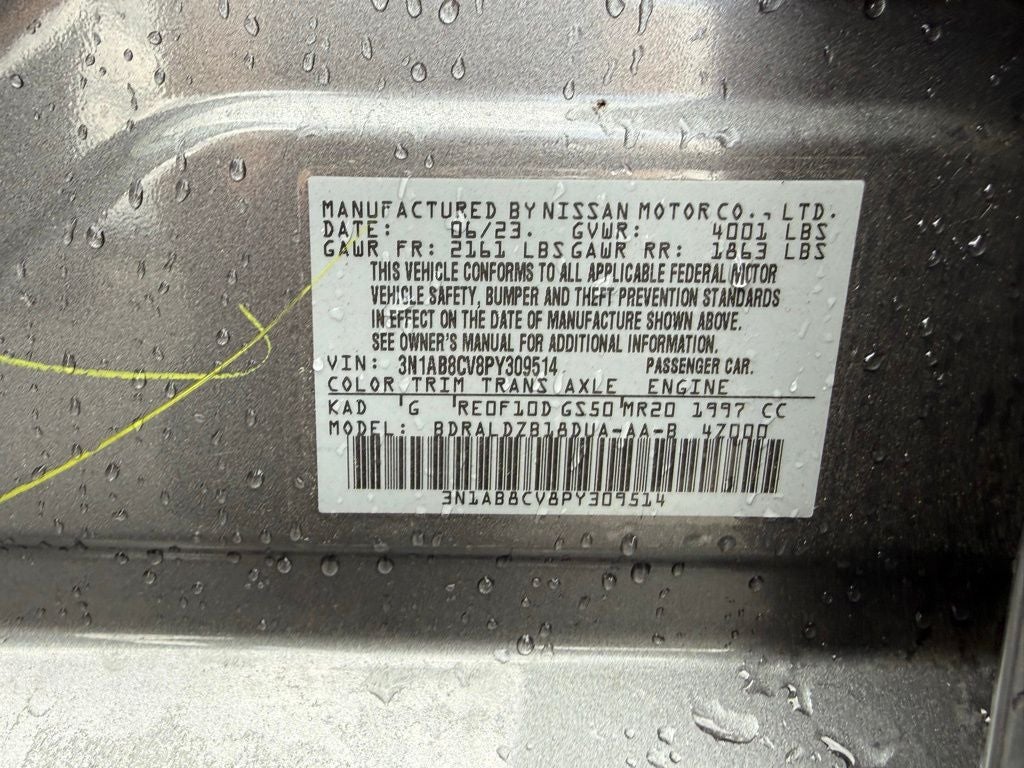 MANUFACTURED BY NISSAN MOTOR CO., LTD.
DATE: 06/23. GVWR: 4001 LBS
GAWR FR: 2161 LBS GAWR RR: 1863 LBS
THIS VEHICLE CONFORMS TO ALL APPLICABLE FEDERAL MOTOR
VEHICLE SAFETY, BUMPER AND THEFT PREVENTION STANDARDS
IN EFFECT ON THE DATE OF MANUFACTURE SHOWN ABOVE.
SEE OWNER'S MANUAL FOR ADDITIONAL INFORMATION.
VIN: 3N1AB8CV8PY309514 PASSENGER CAR.
COLOR TRIM TRANS AXLE ENGINE
KAD G RE0F10D GS50 MR20 1997 CC
MODEL: BDRALDZB18DUA-AA-B 4Z000
3N1AB8CV8PY309514